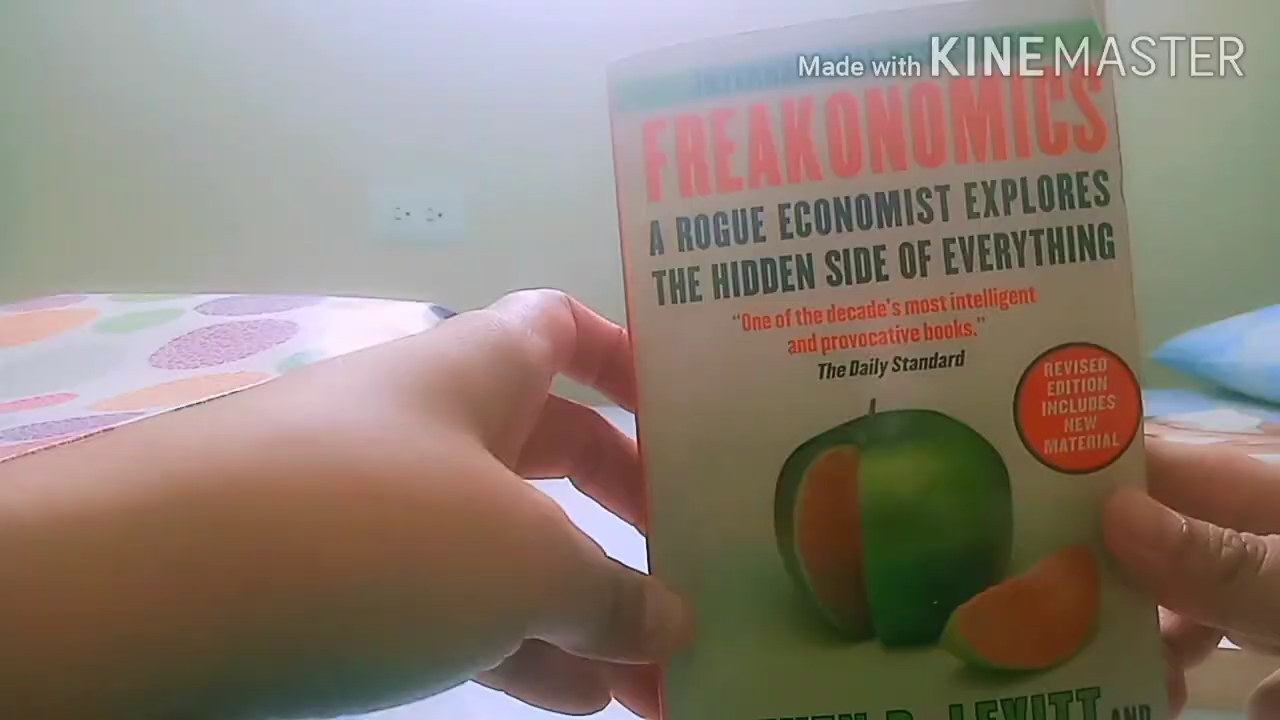 Made with KINEMASTER
FREAKONOMICS
A ROGUE ECONOMIST EXPLORES
THE HIDDEN SIDE OF EVERYTHING
"One of the decade's most intelligent
and provocative books."
The Daily Standard
REVISED
EDITION
INCLUDES
NEW
MATERIAL
LEVITT AND